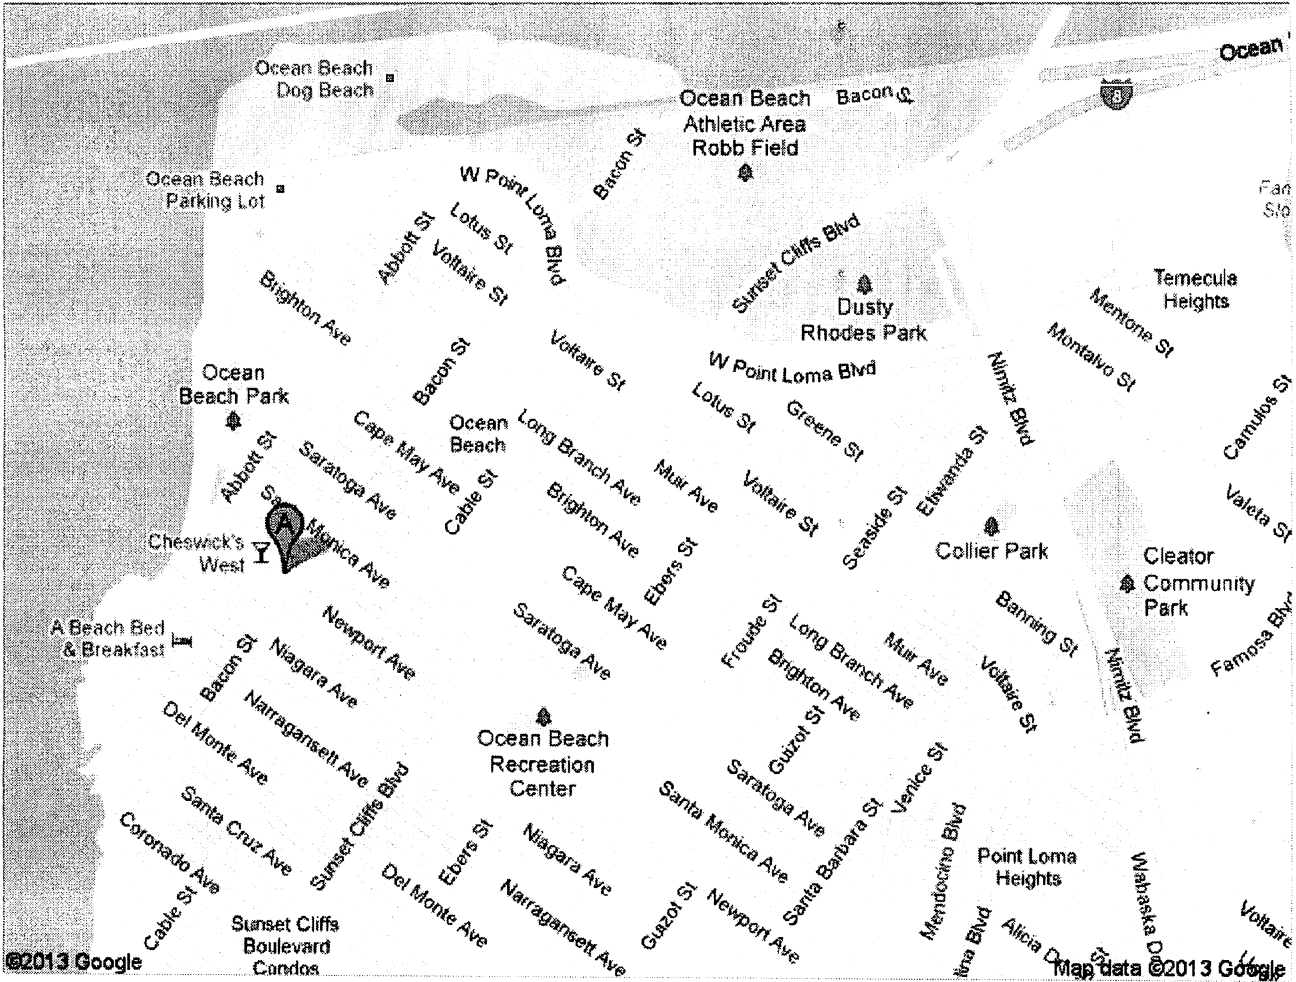 Ocean
Ocean Beach
Dog Beach
Bacon
8
Ocean Beach
Athletic Area
Robb Field
Bacon St
Ocean Beach
Parking Lot
W Point Loma Blvd
Lotus St
Abbott St
Voltaire St
Sunset Cliffs Blvd
Brighton Ave
Temecula
Heights
Dusty
Rhodes Park
Mentone St
Montalvo St
Voltaire St
Bacon St
W Point Loma Blvd
Nimitz Blvd
Ocean
Beach Park
Lotus St
Greene St
Camulos St
Cape May Ave
Ocean
Beach
Long Branch Ave
Abbott St
Saratoga Ave
Cable St
Muir Ave
Voltaire St
Etiwanda St
Seaside St
Valeta St
Monica Ave
A
Cheswick's
West
Brighton Ave
Collier Park
Cleator
Community
Park
Ebers St
Cape May Ave
Saratoga Ave
Newport Ave
A Beach Bed
& Breakfast
Froude St
Long Branch Ave
Muir Ave
Banning St
Famosa Blvd
Bacon St
Niagara Ave
Brighton Ave
Voltaire St
Nimitz Blvd
Narragansett Ave
Del Monte Ave
Ocean Beach
Recreation
Center
Guizot St
Venice St
Saratoga Ave
Santa Monica Ave
Santa Cruz Ave
Coronado Ave
Sunset Cliffs Blvd
Santa Barbara St
Mendocino Blvd
Ebers St
Niagara Ave
Point Loma
Heights
Del Monte Ave
Narragansett Ave
Guizot St
Newport Ave
Cable St
Sunset Cliffs
Boulevard
Condos
lina Blvd
Alicia
Wabaska
Voltaire
©2013 Google
Map data ©2013 Google